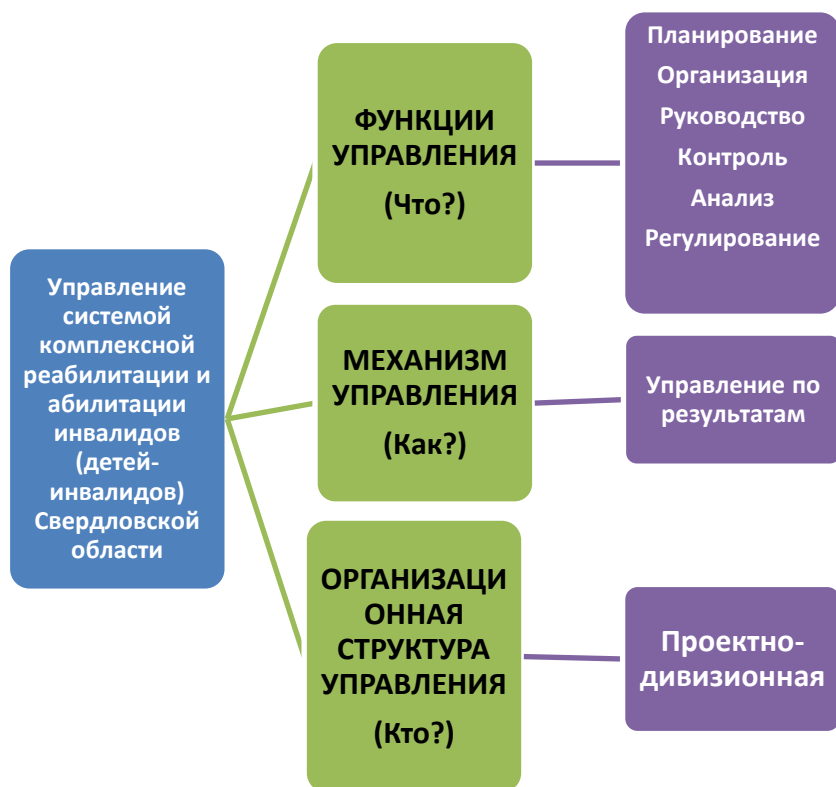 Управление
системой
комплексной
реабилитации и
абилитации
инвалидов
(детей-
инвалидов)
Свердловской
области
ФУНКЦИИ
УПРАВЛЕНИЯ
(Что?)
Планирование
Организация
Руководство
Контроль
Анализ
Регулирование
МЕХАНИЗМ
УПРАВЛЕНИЯ
(Как?)
Управление по
результатам
ОРГАНИЗАЦИ
ОННАЯ
СТРУКТУРА
УПРАВЛЕНИЯ
(Кто?)
Проектно-
дивизионная